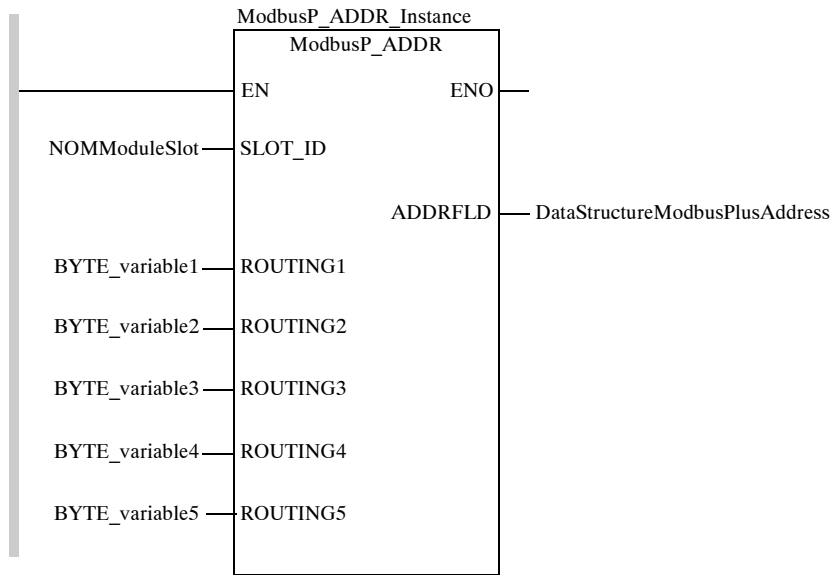 ModbusP_ADDR_Instance
ModbusP_ADDR
EN ENO
NOMModuleSlot SLOT_ID
ADDRFLD DataStructureModbusPlusAddress
BYTE_variable1 ROUTING1
BYTE_variable2 ROUTING2
BYTE_variable3 ROUTING3
BYTE_variable4 ROUTING4
BYTE_variable5 ROUTING5